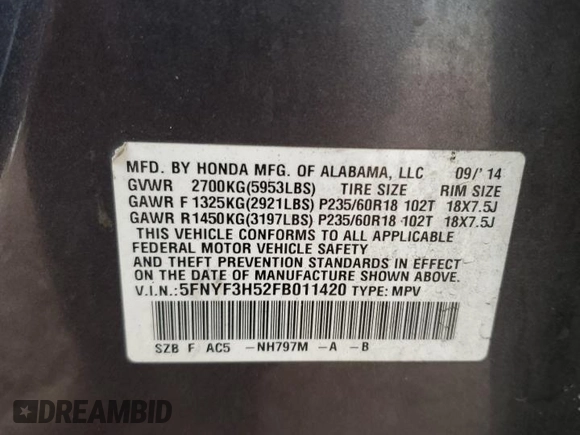 MFD. BY HONDA MFG. OF ALABAMA, LLC 09/'14
GVWR 2700KG(5953LBS) TIRE SIZE RIM SIZE
GAWR F 1325KG(2921LBS) P235/60R18 102T 18X7.5J
GAWR R1450KG(3197LBS) P235/60R18 102T 18X7.5J
THIS VEHICLE CONFORMS TO ALL APPLICABLE
FEDERAL MOTOR VEHICLE SAFETY
AND THEFT PREVENTION STANDARDS IN EFFECT
ON THE DATE OF MANUFACTURE SHOWN ABOVE.
V.I.N.:5FNYF3H52FB011420 TYPE: MPV
SZB F AC5 -NH797M -A -B
DREAMBID